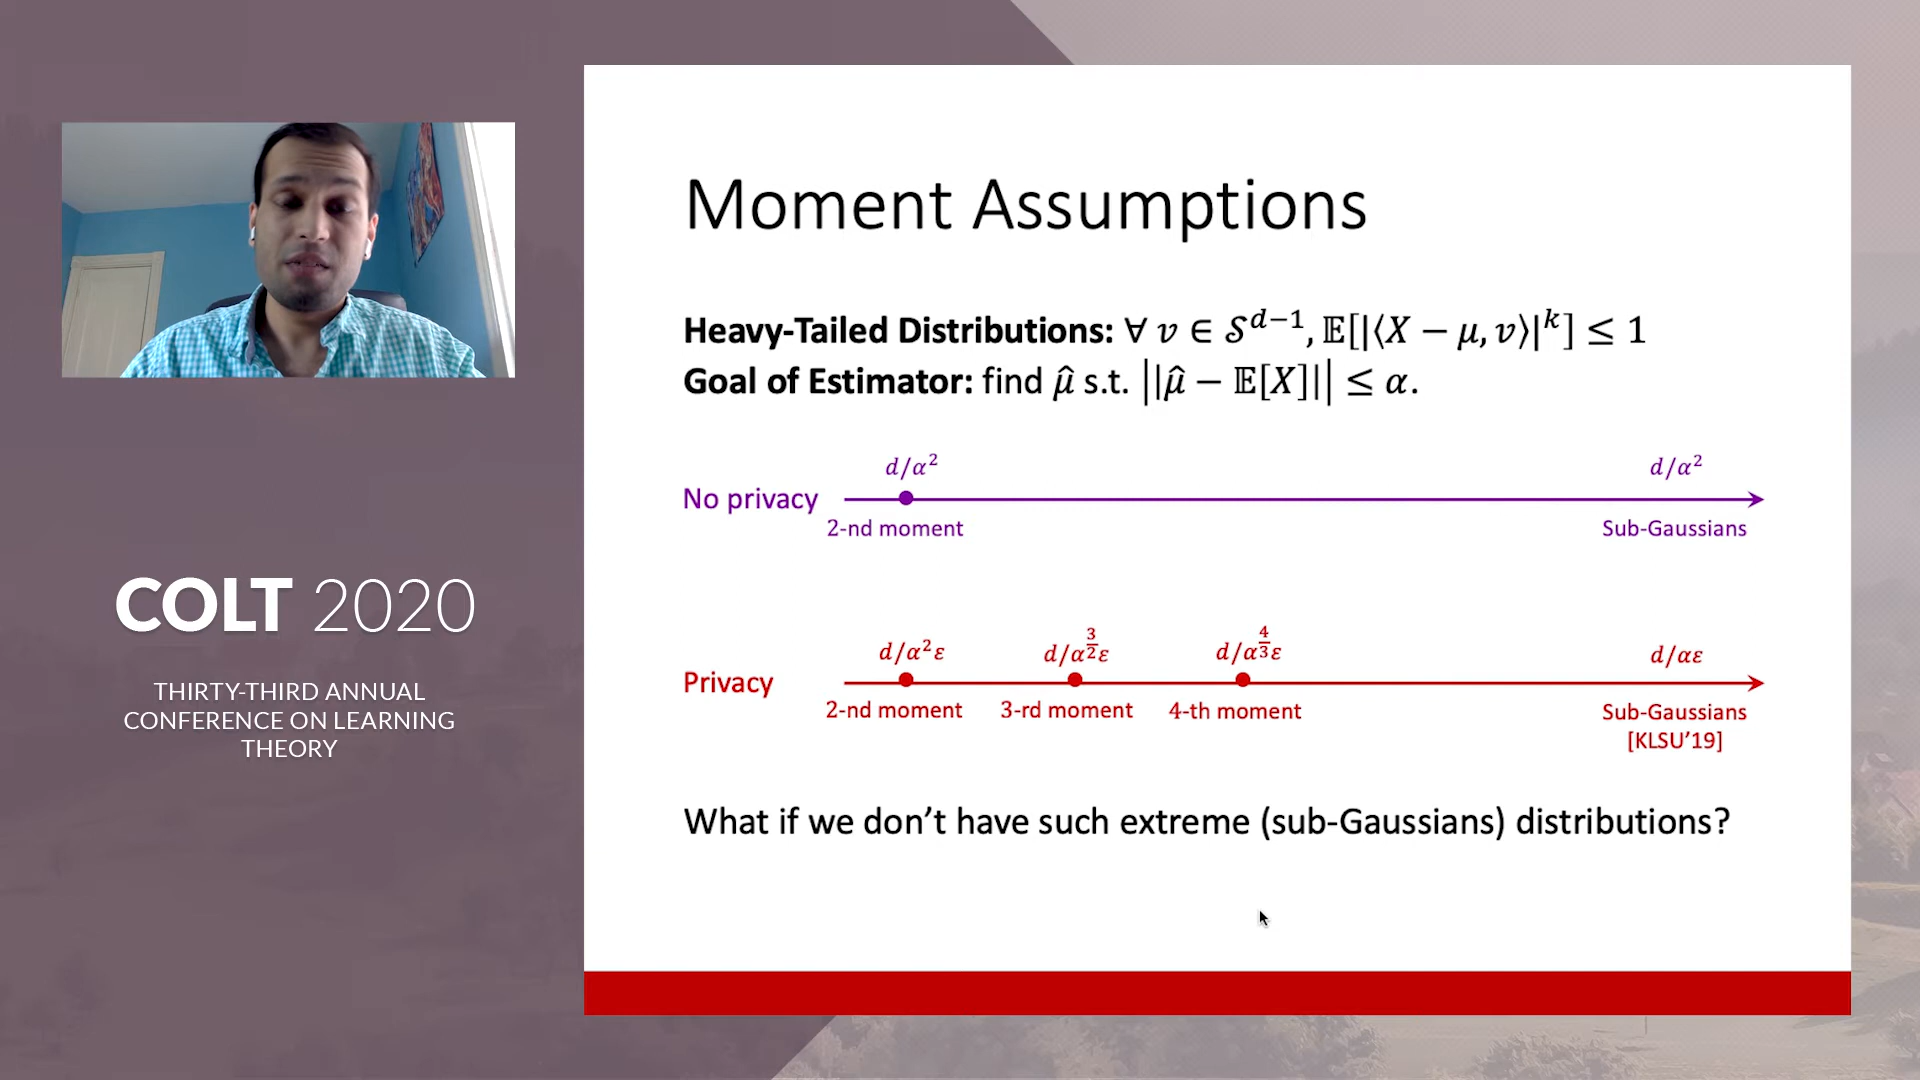 COLT 2020
THIRTY-THIRD ANNUAL
CONFERENCE ON LEARNING
THEORY
Moment Assumptions
Heavy-Tailed Distributions: ∀ v ∈ 𝒮^{d−1}, 𝔼[|⟨X − μ, v⟩|^k] ≤ 1
Goal of Estimator: find μ̂ s.t. ||μ̂ − 𝔼[X]|| ≤ α.
d/α² d/α²
No privacy
2-nd moment Sub-Gaussians
d/α²ε d/α^{3/2}ε d/α^{4/3}ε d/αε
Privacy
2-nd moment 3-rd moment 4-th moment Sub-Gaussians
[KLSU’19]
What if we don’t have such extreme (sub-Gaussians) distributions?